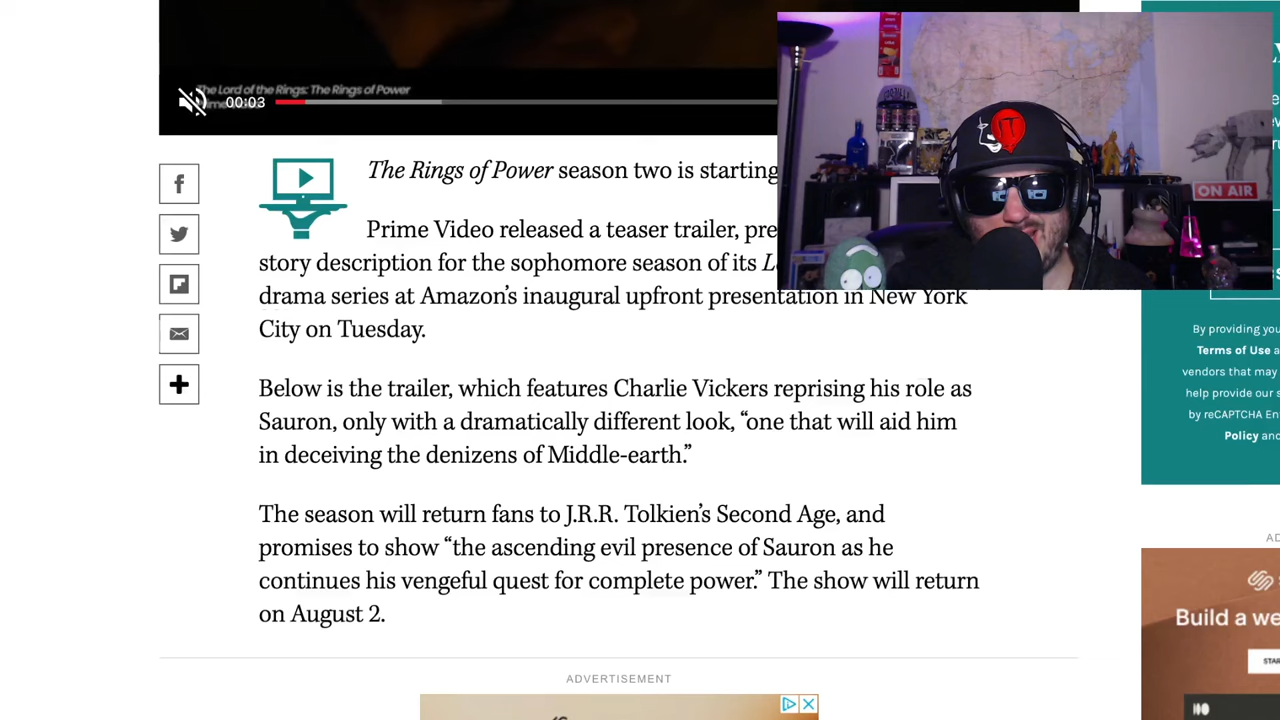 The Lord of the Rings: The Rings of Power
00:03
The Rings of Power season two is starting
Prime Video released a teaser trailer, pre
story description for the sophomore season of its L
drama series at Amazon’s inaugural upfront presentation in New York
City on Tuesday.
Below is the trailer, which features Charlie Vickers reprising his role as
Sauron, only with a dramatically different look, “one that will aid him
in deceiving the denizens of Middle-earth.”
The season will return fans to J.R.R. Tolkien’s Second Age, and
promises to show “the ascending evil presence of Sauron as he
continues his vengeful quest for complete power.” The show will return
on August 2.
ADVERTISEMENT
ON AIR
By providing you
Terms of Use a
vendors that may
help provide our s
by reCAPTCHA Ent
Policy and
AD
Build a we
STAR